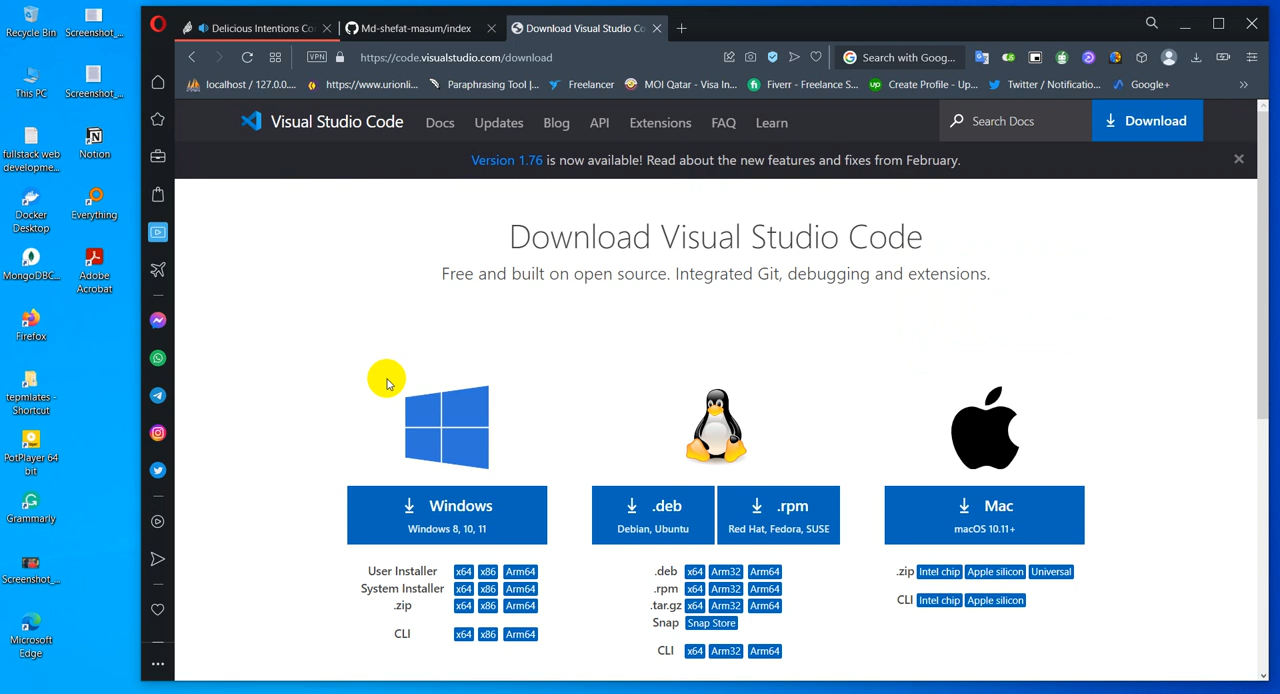 Recycle Bin
Screenshot_...
This PC
Screenshot_...
fullstack web
developme...
Notion
Docker
Desktop
Everything
MongoDBC...
Adobe
Acrobat
Firefox
tepmlates -
Shortcut
PotPlayer 64
bit
Grammarly
Screenshot_...
Microsoft
Edge
Delicious Intentions Co
Md-shefat-masum/index
Download Visual Studio C
VPN
https://code.visualstudio.com/download
Search with Goog...
localhost / 127.0.0....
https://www.urionli...
Paraphrasing Tool |...
Freelancer
MOI Qatar - Visa In...
Fiverr - Freelance S...
Create Profile - Up...
Twitter / Notificatio...
Google+
Visual Studio Code
Docs
Updates
Blog
API
Extensions
FAQ
Learn
Search Docs
Download
Version 1.76 is now available! Read about the new features and fixes from February.
Download Visual Studio Code
Free and built on open source. Integrated Git, debugging and extensions.
Windows
Windows 8, 10, 11
User Installer x64 x86 Arm64
System Installer x64 x86 Arm64
.zip x64 x86 Arm64
CLI x64 x86 Arm64
.deb
Debian, Ubuntu
.rpm
Red Hat, Fedora, SUSE
.deb x64 Arm32 Arm64
.rpm x64 Arm32 Arm64
.tar.gz x64 Arm32 Arm64
Snap Snap Store
CLI x64 Arm32 Arm64
Mac
macOS 10.11+
.zip Intel chip Apple silicon Universal
CLI Intel chip Apple silicon